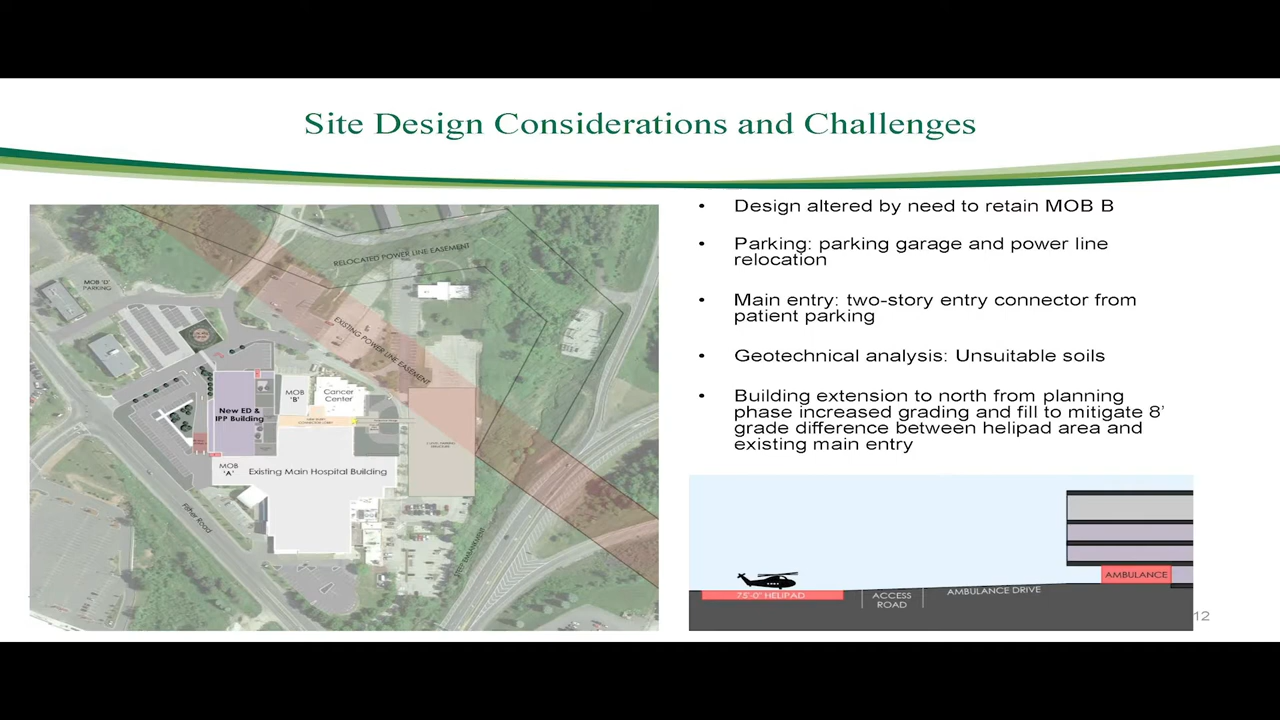 Site Design Considerations and Challenges
RELOCATED POWER LINE EASEMENT
MOB 'D'
PARKING
EXISTING POWER LINE EASEMENT
MOB
'B'
Cancer
Center
New ED &
IPP Building
MOB
'A'
Existing Main Hospital Building
Fisher Road
STEEP EMBANKMENT
• Design altered by need to retain MOB B
• Parking: parking garage and power line
relocation
• Main entry: two-story entry connector from
patient parking
• Geotechnical analysis: Unsuitable soils
• Building extension to north from planning
phase increased grading and fill to mitigate 8'
grade difference between helipad area and
existing main entry
AMBULANCE
75'-0" HELIPAD
ACCESS
ROAD
AMBULANCE DRIVE
12